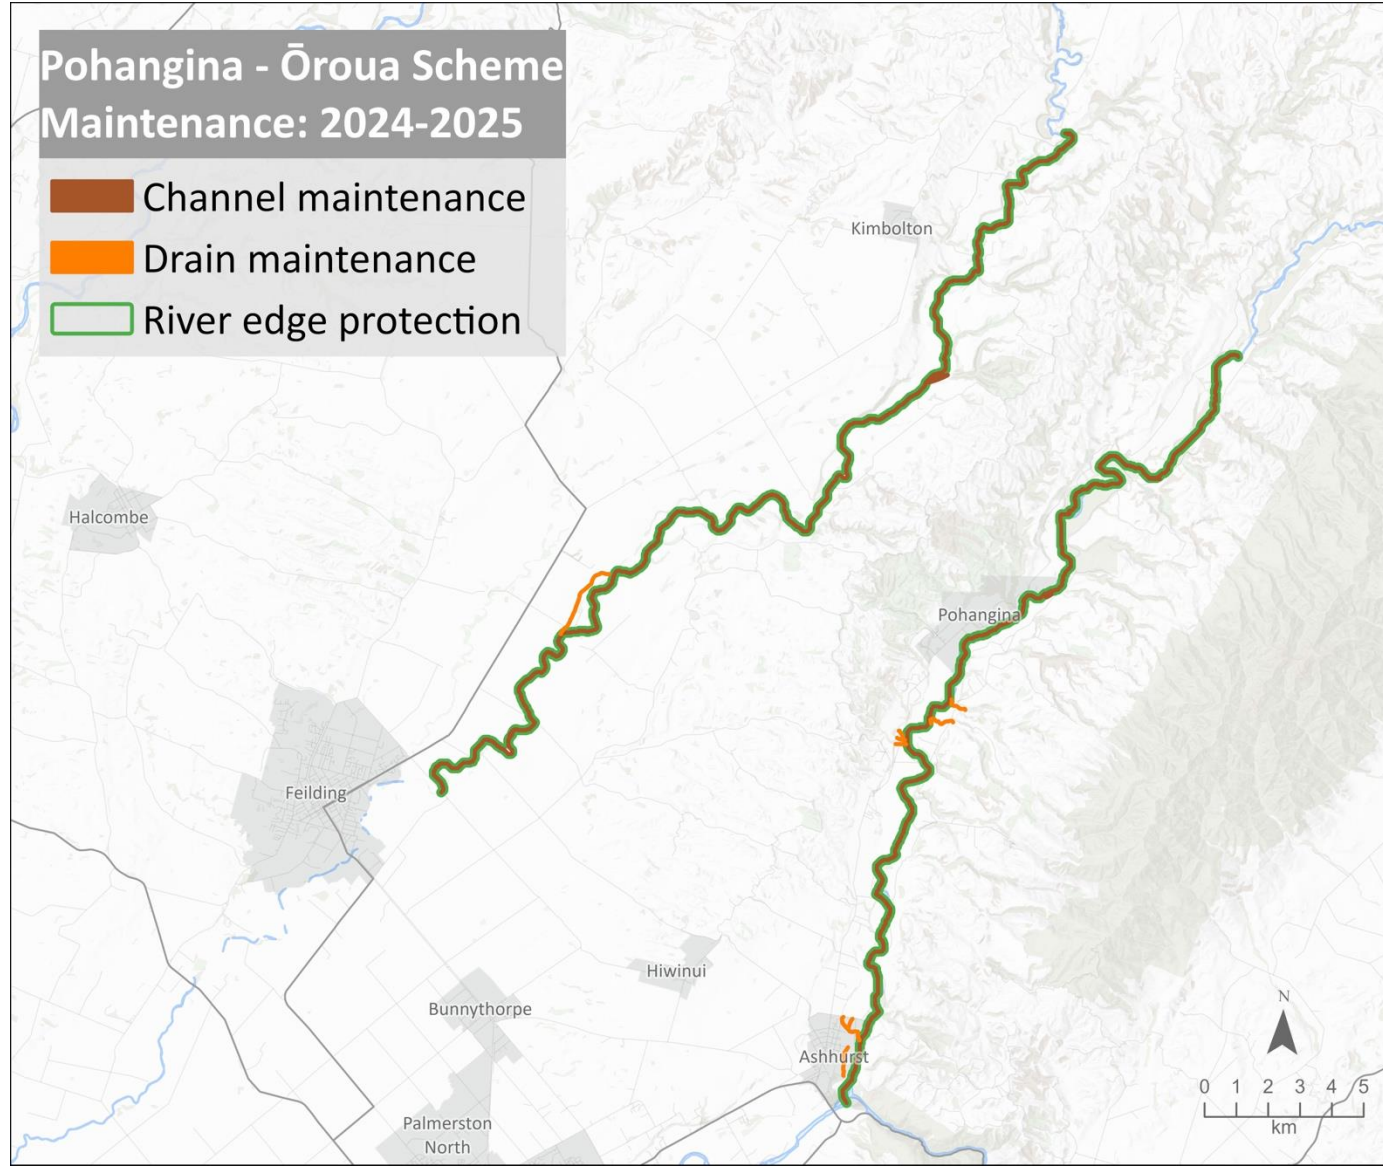 Pohangina - Ōroua Scheme
Maintenance: 2024-2025
Channel maintenance
Drain maintenance
River edge protection
Kimbolton
Halcombe
Pohangina
Feilding
Hiwinui
Bunnythorpe
Ashhurst
Palmerston
North
N
0 1 2 3 4 5
km